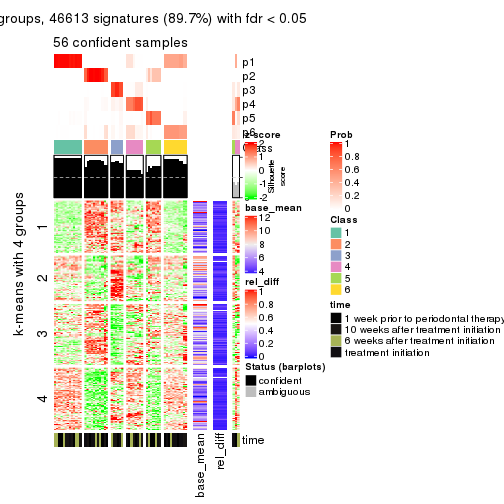 groups, 46613 signatures (89.7%) with fdr < 0.05
56 confident samples
p1
p2
p3
p4
p5
p6
Class
Silhouette
score
k-means with 4 groups
1
2
3
4
base_mean
rel_diff
time
z-score
2
1
0
-1
-2
base_mean
12
10
8
6
4
rel_diff
1
0.8
0.6
0.4
0.2
0
Status (barplots)
confident
ambiguous
Prob
1
0.8
0.6
0.4
0.2
0
Class
1
2
3
4
5
6
time
1 week prior to periodontal therapy
10 weeks after treatment initiation
6 weeks after treatment initiation
treatment initiation